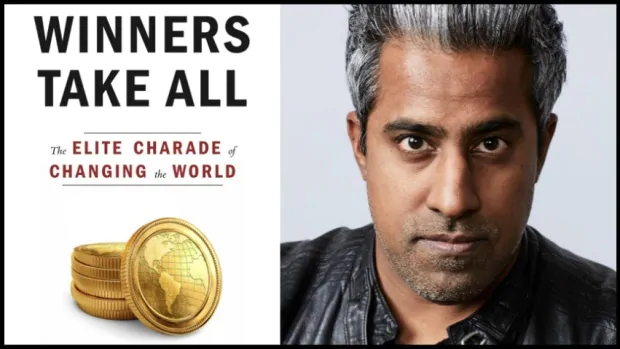 WINNERS
TAKE ALL
The ELITE CHARADE of
CHANGING the WORLD